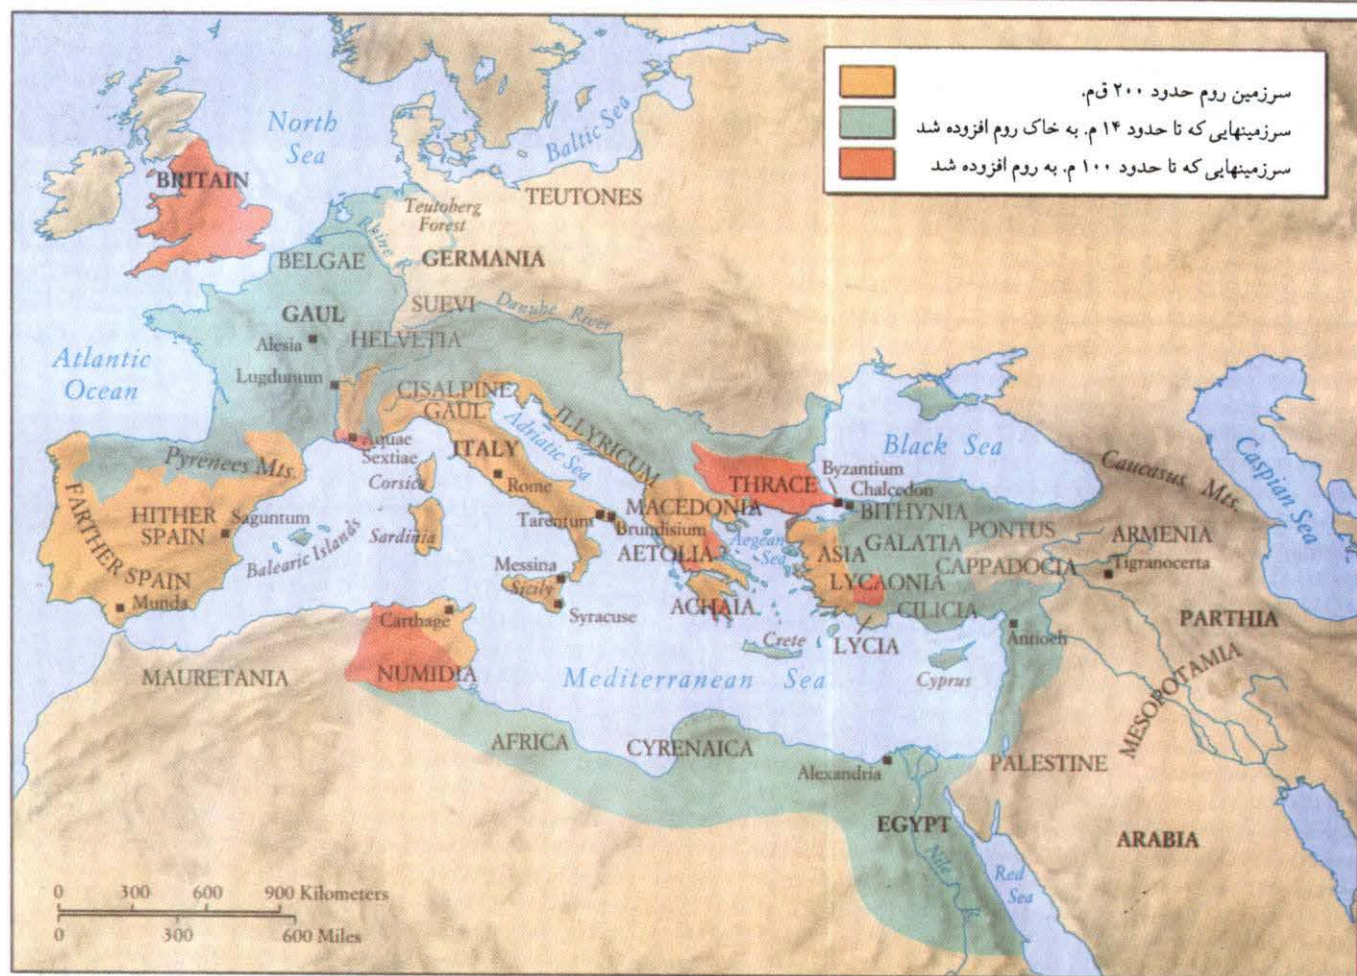 سرزمین روم حدود ۲۰۰ ق‌م.
سرزمینهایی که تا حدود ۱۴ م. به خاک روم افزوده شد
سرزمینهایی که تا حدود ۱۰۰ م. به روم افزوده شد
North
Sea
Baltic Sea
BRITAIN
TEUTONES
Teutoberg
Forest
Rhine R.
BELGAE
GERMANIA
SUEVI
Danube River
GAUL
Alesia
HELVETIA
Atlantic
Ocean
Lugdunum
CISALPINE
GAUL
Aquae
Sextiae
ITALY
Adriatic Sea
ILLYRICUM
Black Sea
Caucasus Mts.
Caspian Sea
Pyrenees Mts.
Corsica
Rome
THRACE
Byzantium
Chalcedon
BITHYNIA
PONTUS
ARMENIA
FARTHER SPAIN
HITHER
SPAIN
Saguntum
Balearic Islands
Sardinia
Tarentum
Brundisium
MACEDONIA
AETOLIA
Aegean
Sea
ASIA
GALATIA
CAPPADOCIA
Tigranocerta
LYCAONIA
CILICIA
Munda
Messina
Sicily
Syracuse
ACHAIA
LYCIA
Antioch
PARTHIA
Carthage
Crete
Cyprus
MAURETANIA
NUMIDIA
Mediterranean Sea
MESOPOTAMIA
AFRICA
CYRENAICA
Alexandria
PALESTINE
EGYPT
Nile R.
ARABIA
Red
Sea
0 300 600 900 Kilometers
0 300 600 Miles